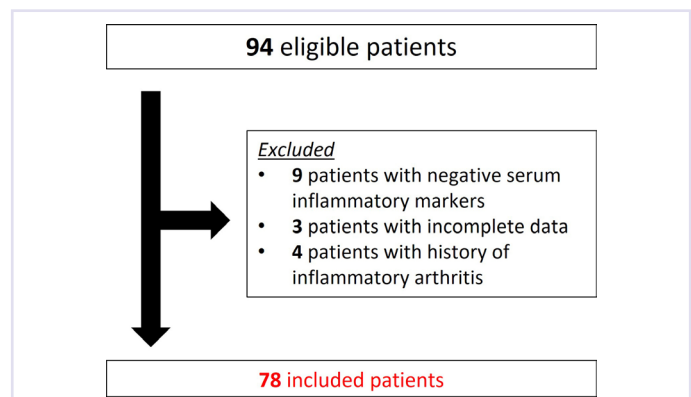 94 eligible patients
Excluded
• 9 patients with negative serum
inflammatory markers
• 3 patients with incomplete data
• 4 patients with history of
inflammatory arthritis
78 included patients